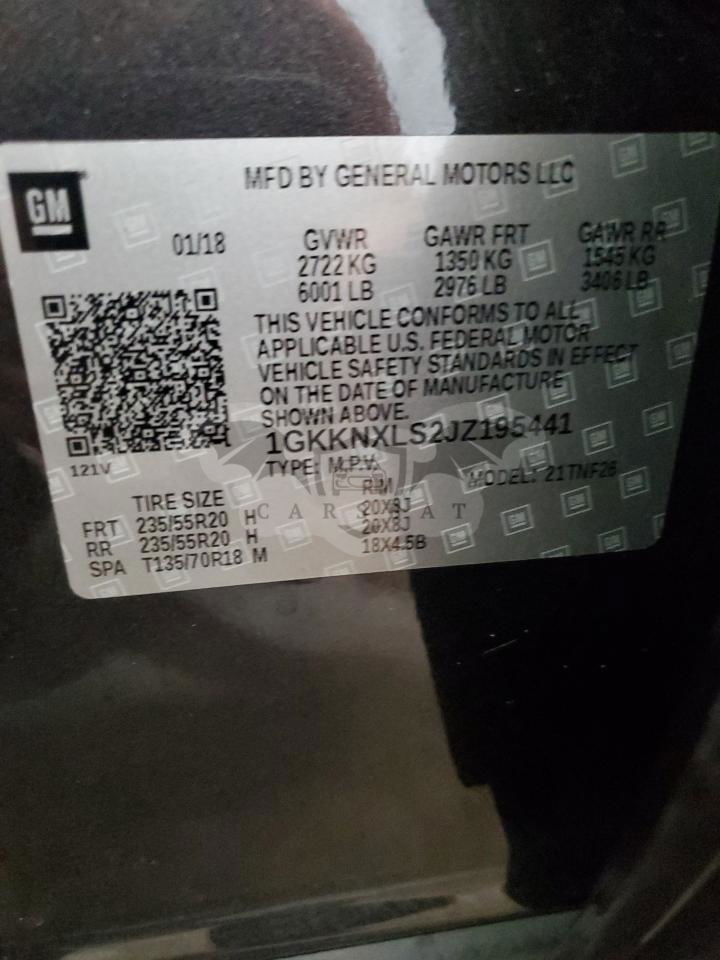 GM
MFD BY GENERAL MOTORS LLC
01/18
GVWR GAWR FRT GAWR RR
2722 KG 1350 KG 1545 KG
6001 LB 2976 LB 3406 LB
THIS VEHICLE CONFORMS TO ALL
APPLICABLE U.S. FEDERAL MOTOR
VEHICLE SAFETY STANDARDS IN EFFECT
ON THE DATE OF MANUFACTURE
SHOWN ABOVE.
1GKKNXLS2JZ195441
121V
TYPE: M.P.V. MODEL: 21TNF26
TIRE SIZE RIM
FRT 235/55R20 H 20X8J
RR 235/55R20 H 20X8J
SPA T135/70R18 M 18X4.5B